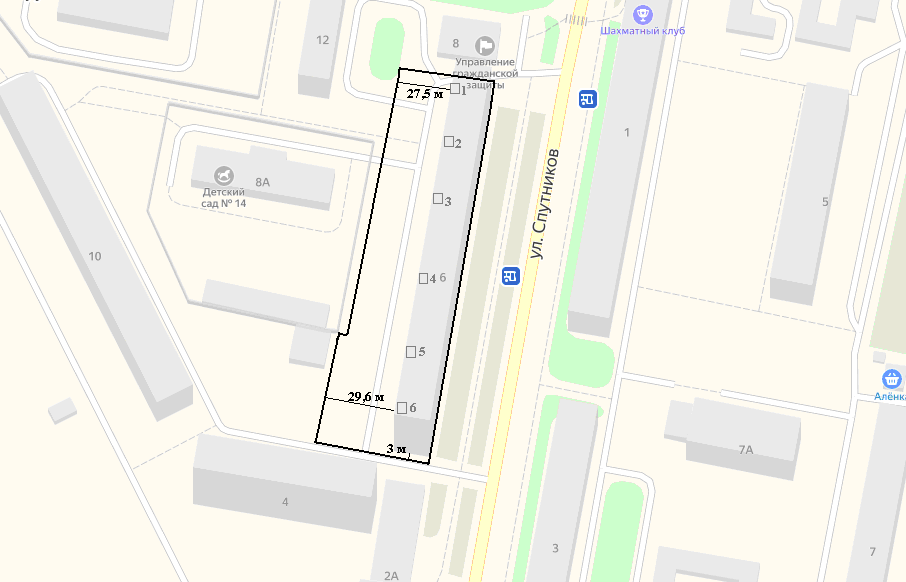 Шахматный клуб
12
8
Управление
гражданской
защиты
1
27,5 м
1
2
ул. Спутников
8А
Детский
сад № 14
3
5
10
4 6
5
Алёнка
29,6 м
6
3 м
7А
4
2А
3
7